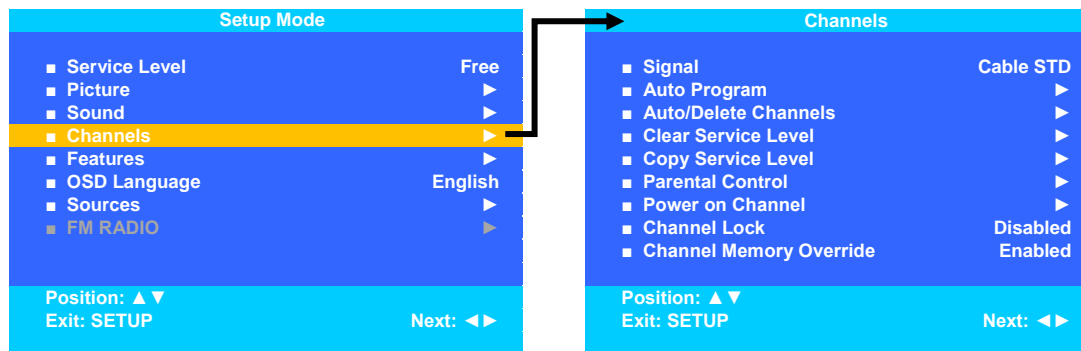 Setup Mode
■ Service Level Free
■ Picture ►
■ Sound ►
■ Channels ►
■ Features ►
■ OSD Language English
■ Sources ►
■ FM RADIO ►
Position: ▲▼
Exit: SETUP Next: ◄►
Channels
■ Signal Cable STD
■ Auto Program ►
■ Auto/Delete Channels ►
■ Clear Service Level ►
■ Copy Service Level ►
■ Parental Control ►
■ Power on Channel ►
■ Channel Lock Disabled
■ Channel Memory Override Enabled
Position: ▲▼
Exit: SETUP Next: ◄►